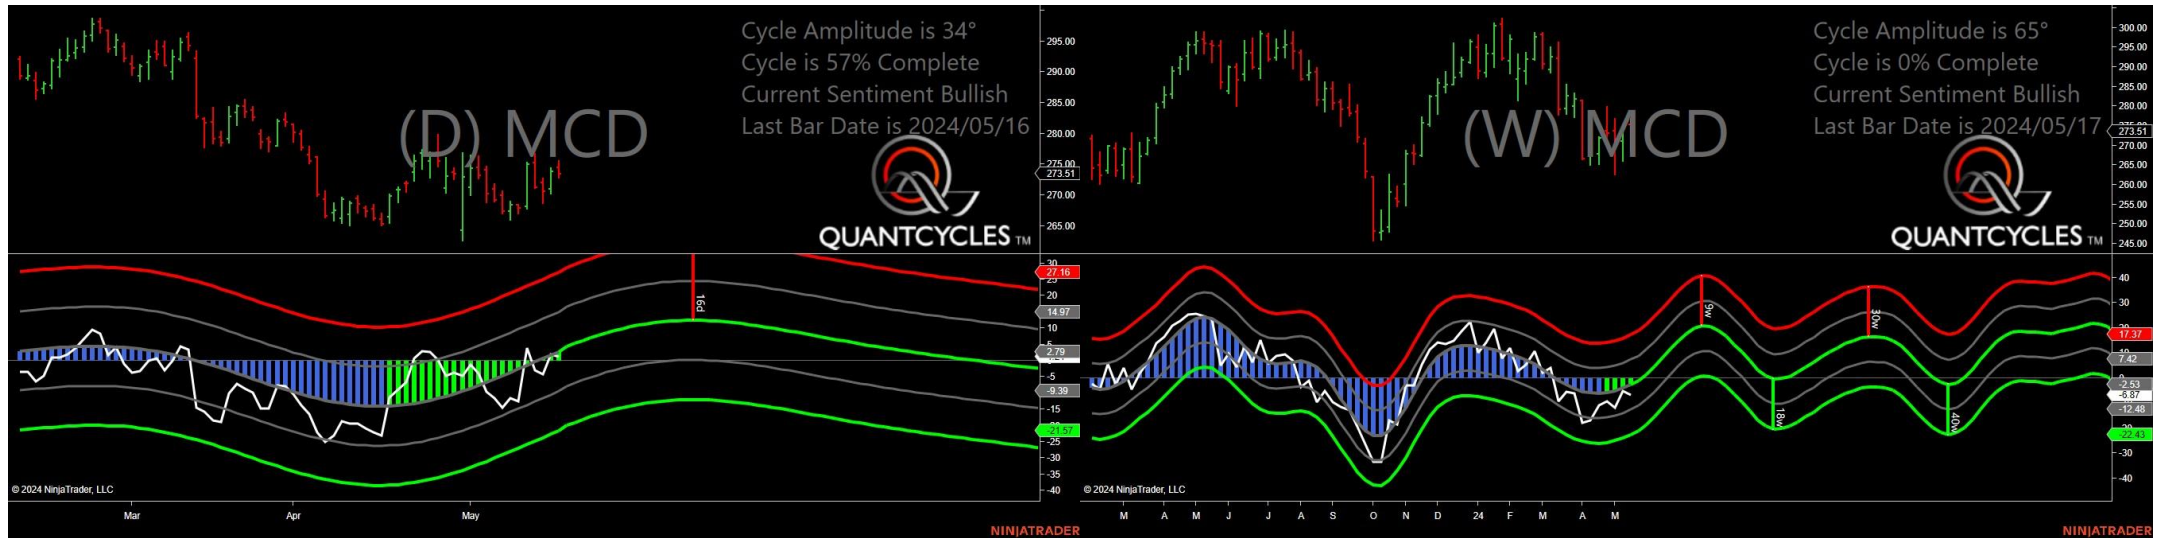 Cycle Amplitude is 34°
Cycle is 57% Complete
Current Sentiment Bullish
Last Bar Date is 2024/05/16
(D) MCD
QUANTCYCLES TM
295.00
290.00
285.00
280.00
275.00
273.51
270.00
265.00
30
27.16
25
20
14.97
10
5
2.79
-5
-9.39
-15
-21.57
-25
-30
-35
-40
16d
© 2024 NinjaTrader, LLC
Mar Apr May
NINJATRADER
Cycle Amplitude is 65°
Cycle is 0% Complete
Current Sentiment Bullish
Last Bar Date is 2024/05/17
(W) MCD
QUANTCYCLES TM
300.00
295.00
290.00
285.00
280.00
273.51
270.00
265.00
260.00
255.00
250.00
245.00
40
30
17.37
7.42
0
-2.53
-6.87
-12.48
-22.43
-30
-40
9w
18w
30w
40w
© 2024 NinjaTrader, LLC
M A M J J A S O N D 24 F M A M
NINJATRADER